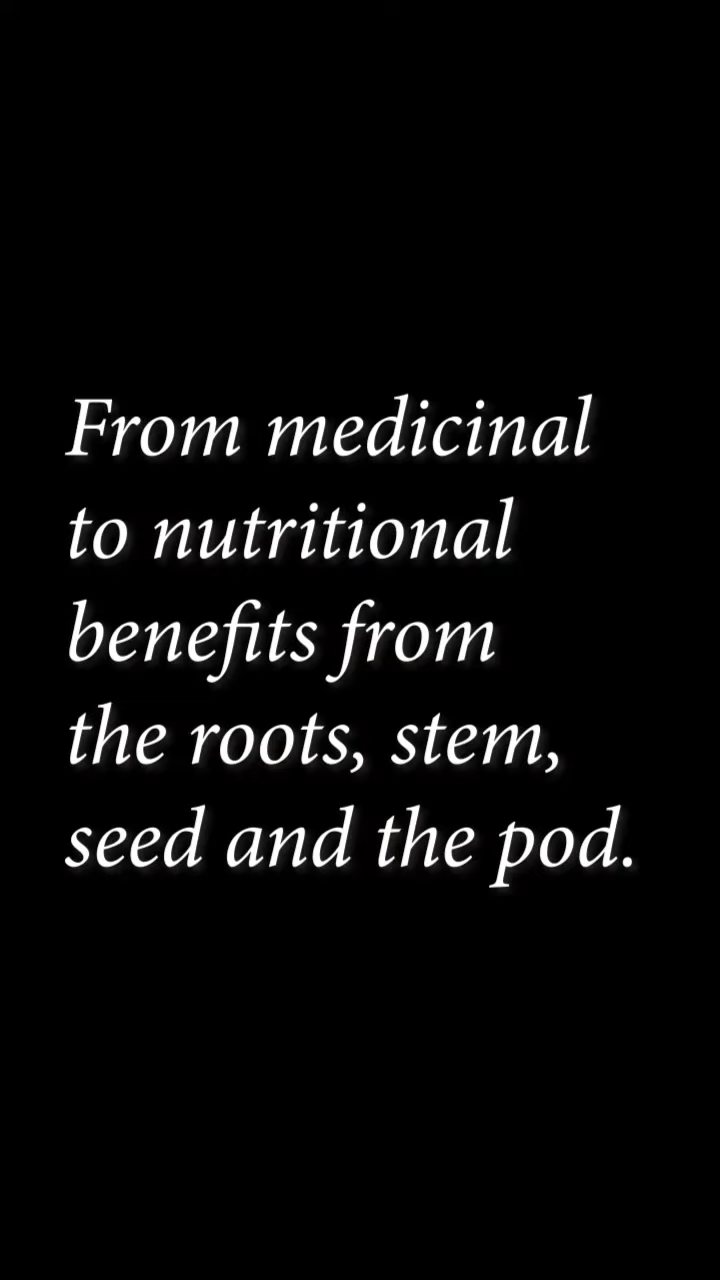 From medicinal
to nutritional
benefits from
the roots, stem,
seed and the pod.